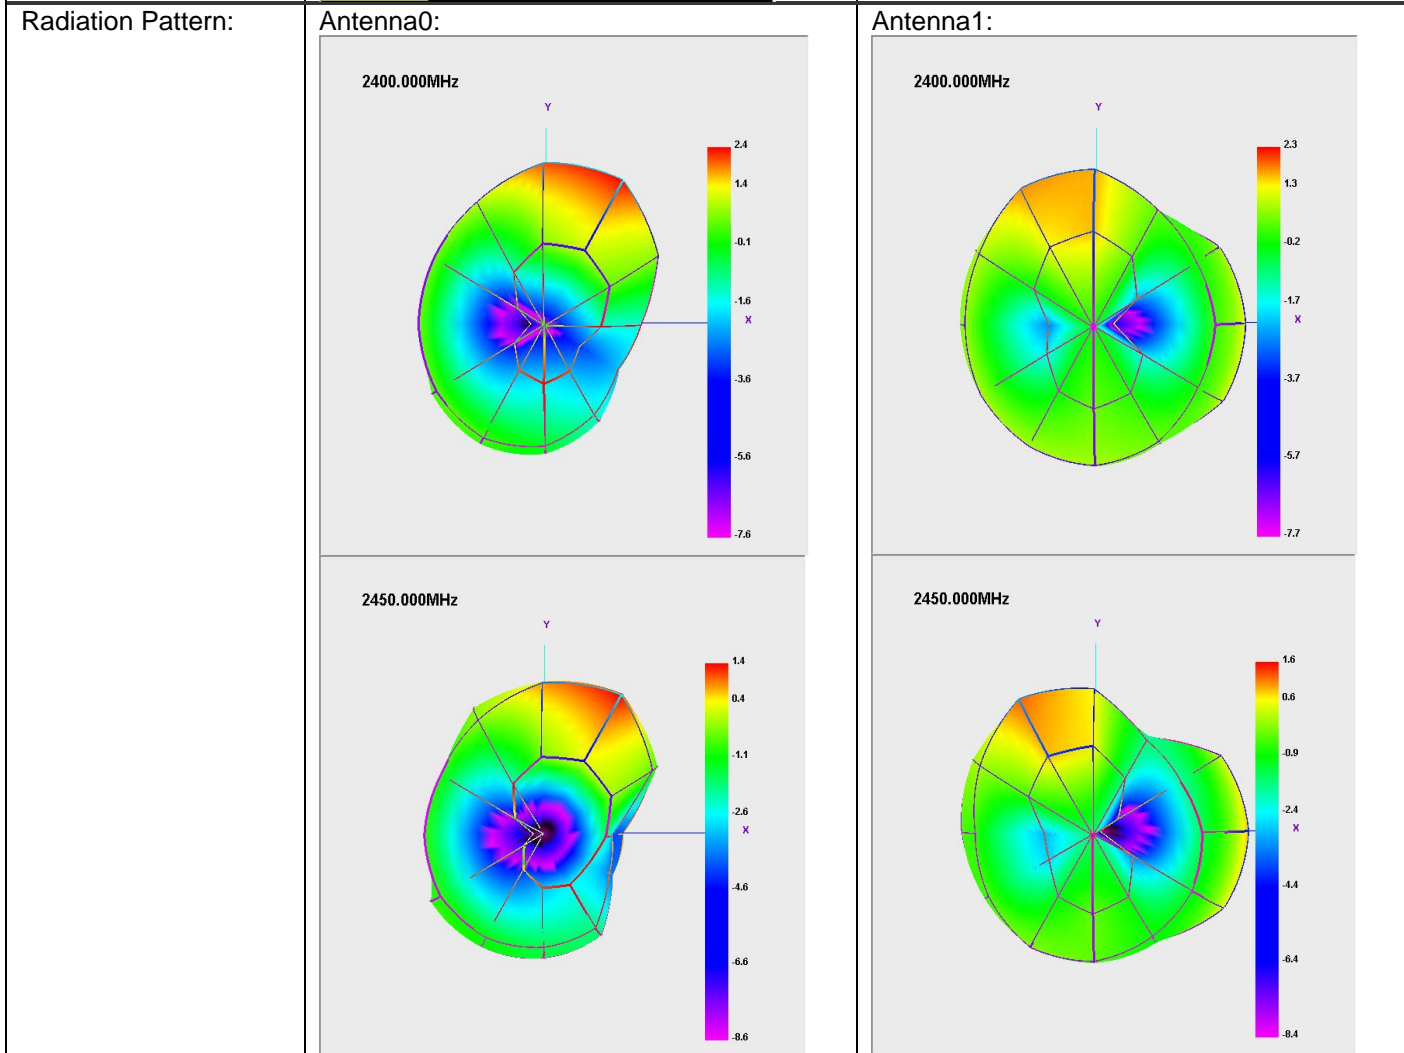 Radiation Pattern:
Antenna0:
Antenna1:
2400.000MHz
Y
2.4
1.4
-0.1
-1.6
X
-3.6
-5.6
-7.6
2400.000MHz
Y
2.3
1.3
-0.2
-1.7
X
-3.7
-5.7
-7.7
2450.000MHz
Y
1.4
0.4
-1.1
-2.6
X
-4.6
-6.6
-8.6
2450.000MHz
Y
1.6
0.6
-0.9
-2.4
X
-4.4
-6.4
-8.4